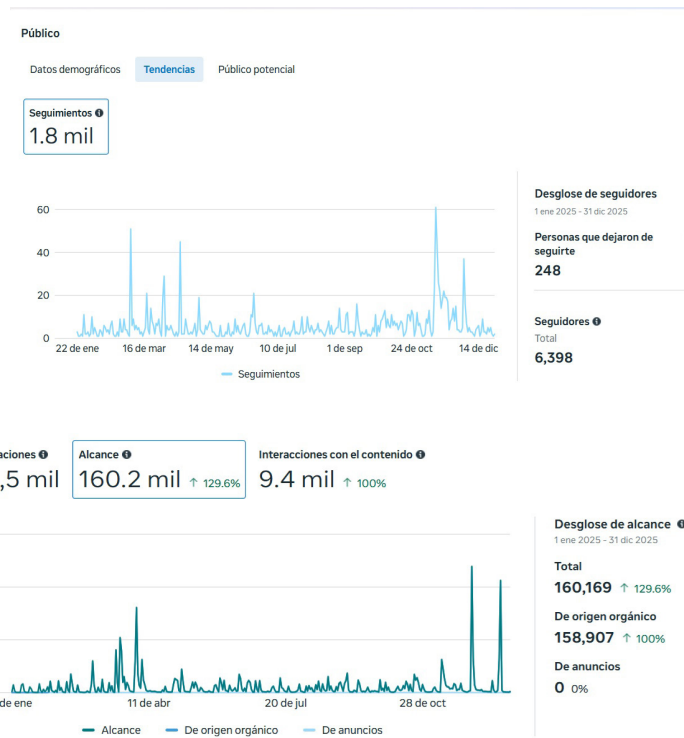 Público
Datos demográficos Tendencias Público potencial
Seguimientos
1.8 mil
60
40
20
0
22 de ene 16 de mar 14 de may 10 de jul 1 de sep 24 de oct 14 de dic
Seguimientos
Desglose de seguidores
1 ene 2025 - 31 dic 2025
Personas que dejaron de
seguirte
248
Seguidores
Total
6,398
aciones Alcance Interacciones con el contenido
,5 mil 160.2 mil ↑ 129.6% 9.4 mil ↑ 100%
de ene 11 de abr 20 de jul 28 de oct
Alcance De origen orgánico De anuncios
Desglose de alcance
1 ene 2025 - 31 dic 2025
Total
160,169 ↑ 129.6%
De origen orgánico
158,907 ↑ 100%
De anuncios
0 0%